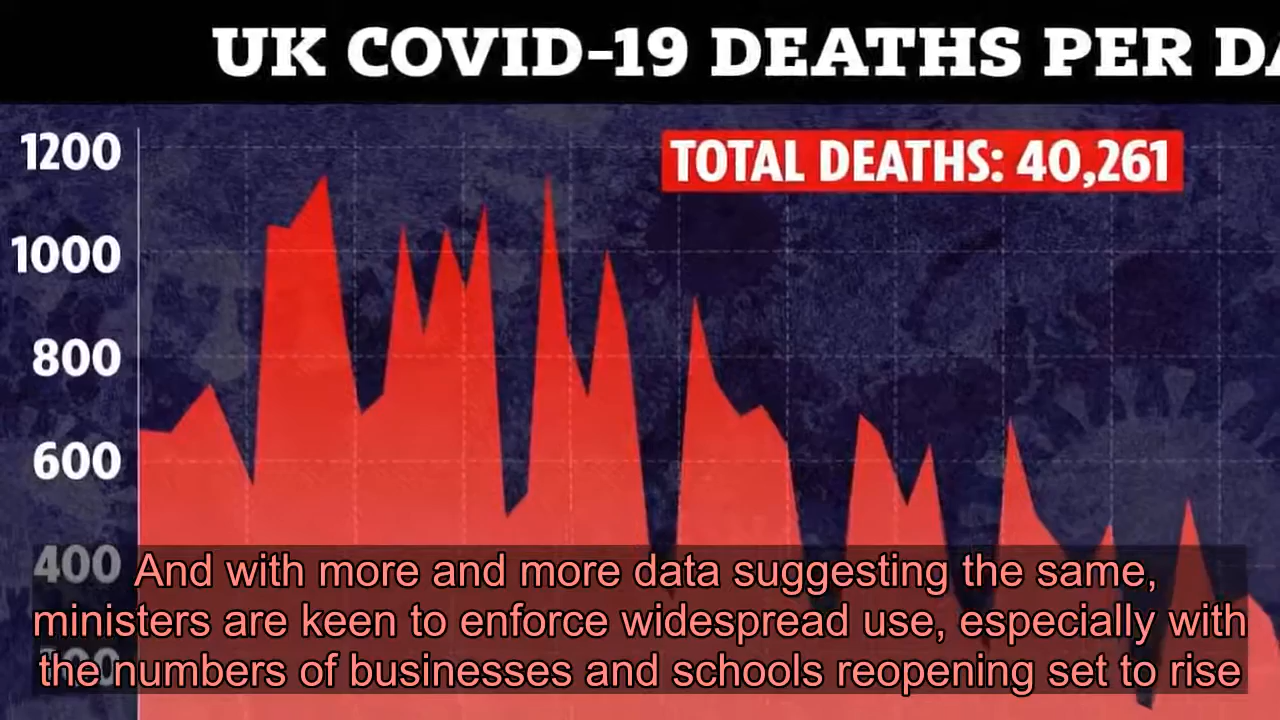 UK COVID-19 DEATHS PER DA
1200
TOTAL DEATHS: 40,261
1000
800
600
400
And with more and more data suggesting the same,
ministers are keen to enforce widespread use, especially with
the numbers of businesses and schools reopening set to rise